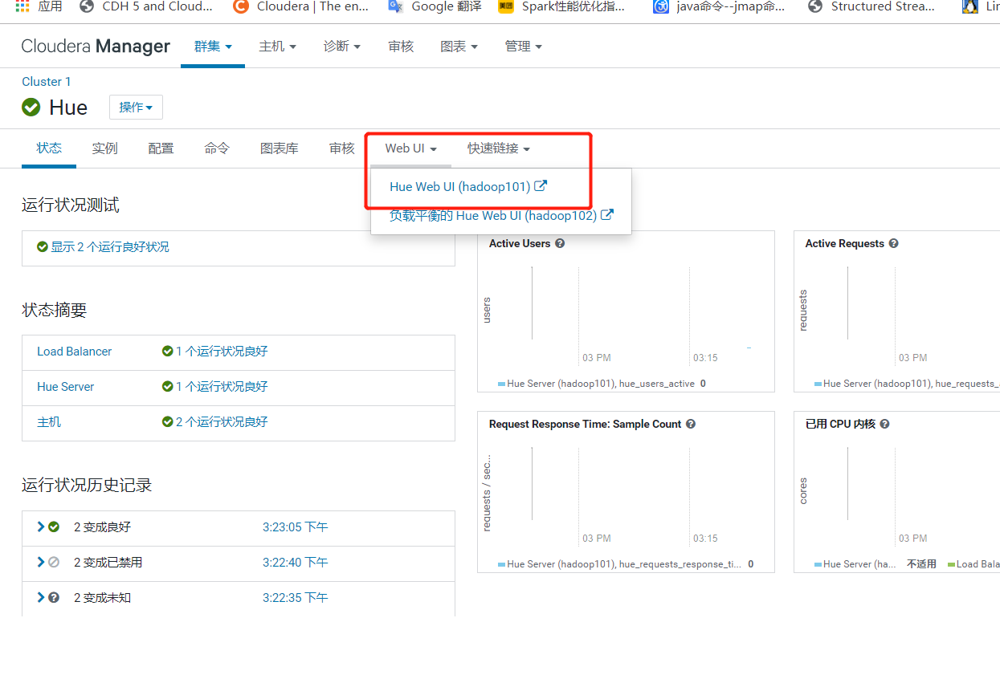 应用 CDH 5 and Cloud... Cloudera | The en... Google 翻译 Spark性能优化指... java命令--jmap命... Structured Strea... Lin
Cloudera Manager 群集 主机 诊断 审核 图表 管理
Cluster 1
Hue 操作
状态 实例 配置 命令 图表库 审核 Web UI 快速链接
Hue Web UI (hadoop101)
负载平衡的 Hue Web UI (hadoop102)
运行状况测试
显示 2 个运行良好状况
状态摘要
Load Balancer 1 个运行状况良好
Hue Server 1 个运行状况良好
主机 2 个运行状况良好
运行状况历史记录
2 变成良好 3:23:05 下午
2 变成已禁用 3:22:40 下午
2 变成未知 3:22:35 下午
Active Users
users
03 PM 03:15
Hue Server (hadoop101), hue_users_active 0
Active Requests
requests
03 PM
Hue Server (hadoop101), hue_requests_a
Request Response Time: Sample Count
requests / sec...
03 PM 03:15
Hue Server (hadoop101), hue_requests_response_ti... 0
已用 CPU 内核
cores
03 PM
Hue Server (ha... 不适用 Load Bala